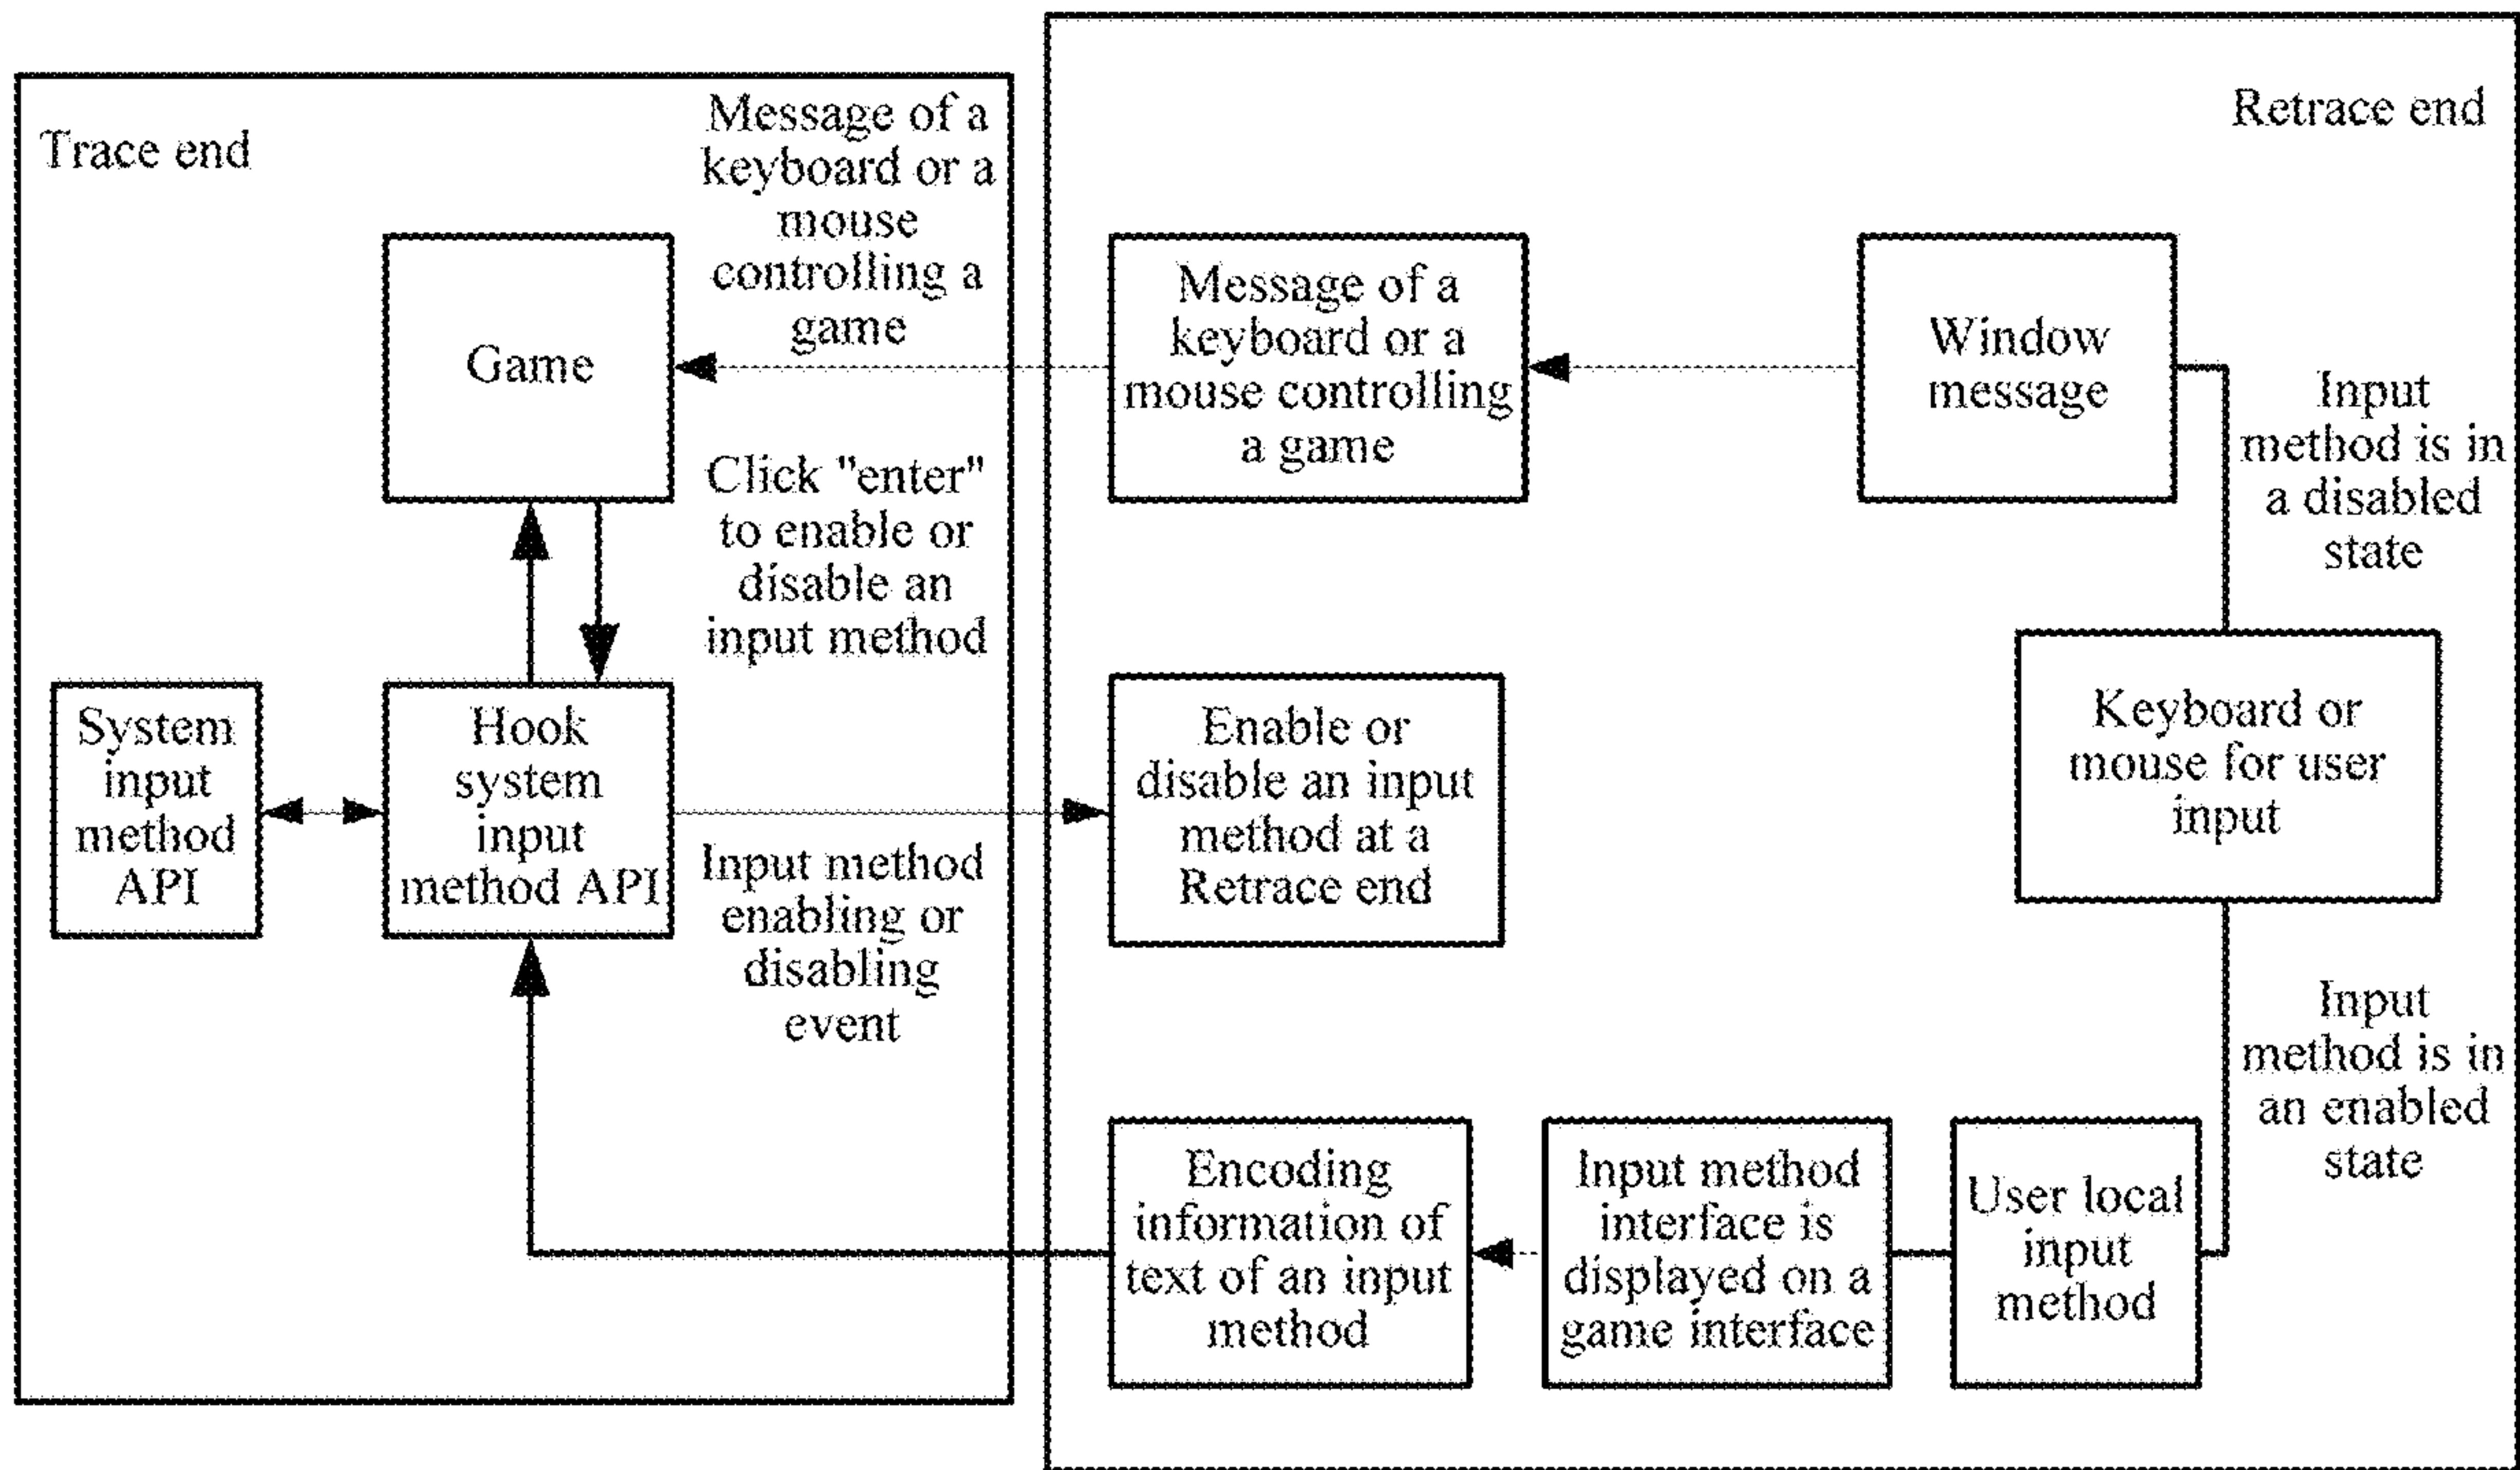 Trace end
Message of a
keyboard or a
mouse
controlling a
game
Retrace end
Game
Message of a
keyboard or a
mouse controlling
a game
Window
message
Input
method is in
a disabled
state
Click "enter"
to enable or
disable an
input method
System
input
method
API
Hook
system
input
method API
Enable or
disable an input
method at a
Retrace end
Keyboard or
mouse for user
input
Input method
enabling or
disabling
event
Input
method is in
an enabled
state
Encoding
information of
text of an input
method
Input method
interface is
displayed on a
game interface
User local
input
method